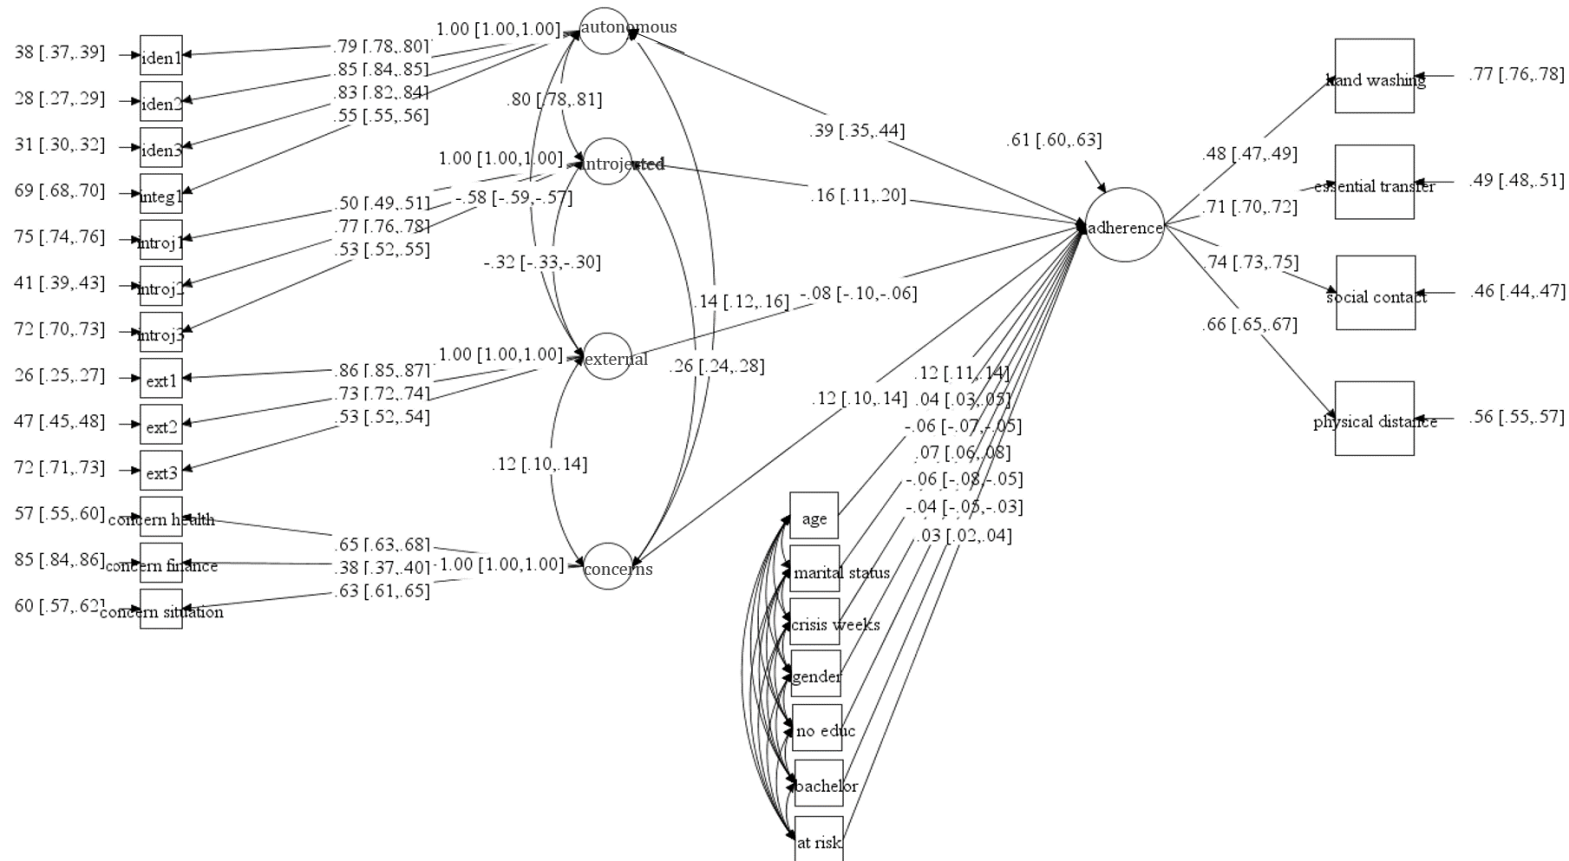 1.00 [1.00,1.00]
autonomous
38 [.37,.39]
iden1
.79 [.78,.80]
28 [.27,.29]
iden2
.85 [.84,.85]
31 [.30,.32]
iden3
.83 [.82,.84]
69 [.68,.70]
integ1
.55 [.55,.56]
.80 [.78,.81]
1.00 [1.00,1.00]
introjected
75 [.74,.76]
introj1
.50 [.49,.51]
-.58 [-.59,-.57]
41 [.39,.43]
introj2
.77 [.76,.78]
72 [.70,.73]
introj3
.53 [.52,.55]
-.32 [-.33,-.30]
.14 [.12,.16]
1.00 [1.00,1.00]
external
26 [.25,.27]
ext1
.86 [.85,.87]
47 [.45,.48]
ext2
.73 [.72,.74]
72 [.71,.73]
ext3
.53 [.52,.54]
.26 [.24,.28]
.12 [.10,.14]
57 [.55,.60]
concern health
.65 [.63,.68]
85 [.84,.86]
concern finance
.38 [.37,.40]
1.00 [1.00,1.00]
concerns
60 [.57,.62]
concern situation
.63 [.61,.65]
.39 [.35,.44]
.16 [.11,.20]
-.08 [-.10,-.06]
.12 [.10,.14]
.12 [.11,.14]
.04 [.03,.05]
-.06 [-.07,-.05]
.07 [.06,.08]
-.06 [-.08,-.05]
-.04 [-.05,-.03]
.03 [.02,.04]
age
marital status
crisis weeks
gender
no educ
bachelor
at risk
.61 [.60,.63]
adherence
.48 [.47,.49]
hand washing
.77 [.76,.78]
.71 [.70,.72]
essential transfer
.49 [.48,.51]
.74 [.73,.75]
social contact
.46 [.44,.47]
.66 [.65,.67]
physical distance
.56 [.55,.57]